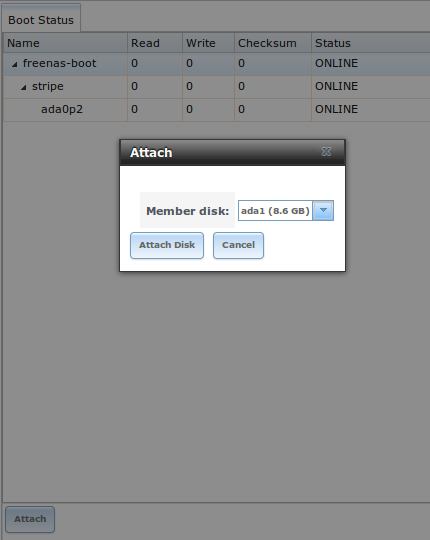 Boot Status
Name Read Write Checksum Status
freenas-boot 0 0 0 ONLINE
stripe 0 0 0 ONLINE
ada0p2 0 0 0 ONLINE
Attach
Member disk: ada1 (8.6 GB)
Attach Disk Cancel
Attach